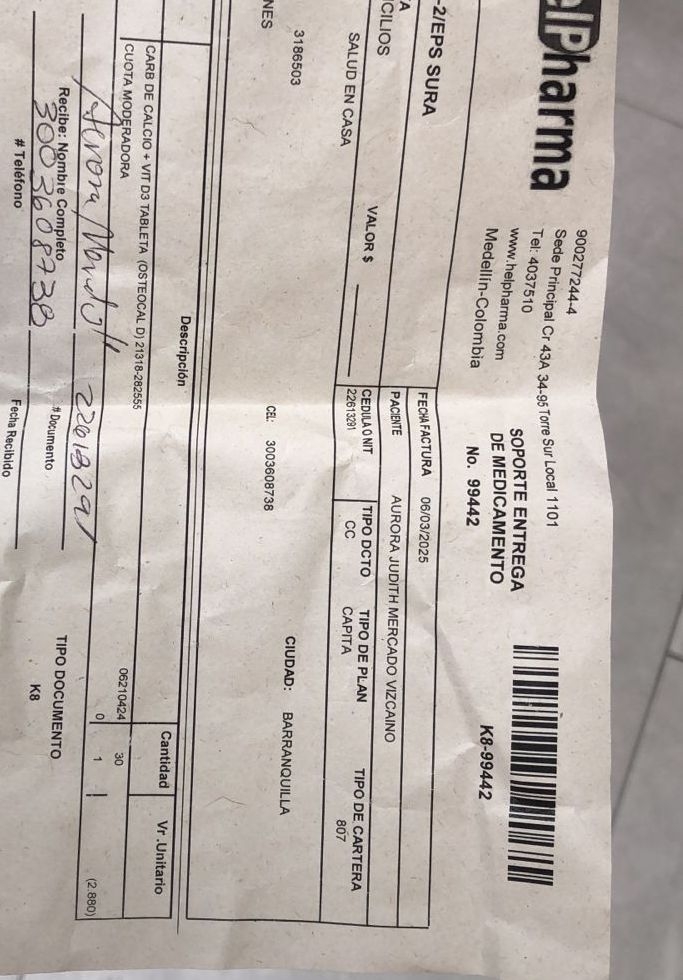 elPharma
900277244-4
Sede Principal Cr 43A 34-95 Torre Sur Local 1101
Tel: 4037510
www.helpharma.com
Medellín-Colombia
SOPORTE ENTREGA
DE MEDICAMENTO
No. 99442
K8-99442
-2/EPS SURA
FECHA FACTURA 06/03/2025
PACIENTE AURORA JUDITH MERCADO VIZCAINO
CILIOS
VALOR $
CEDULA O NIT TIPO DCTO TIPO DE PLAN TIPO DE CARTERA
22613291 CC CAPITA 807
SALUD EN CASA
3186503
NES
CE: 3003608738
CIUDAD: BARRANQUILLA
Descripción Cantidad Vr .Unitario
CARB DE CALCIO + VIT D3 TABLETA (OSTEOCAL D) 21318-282555 06210424 30
CUOTA MODERADORA 0 1 (2.880)
22613291
Recibe: Nombre Completo # Documento TIPO DOCUMENTO
3003608738 K8
# Teléfono Fecha Recibido